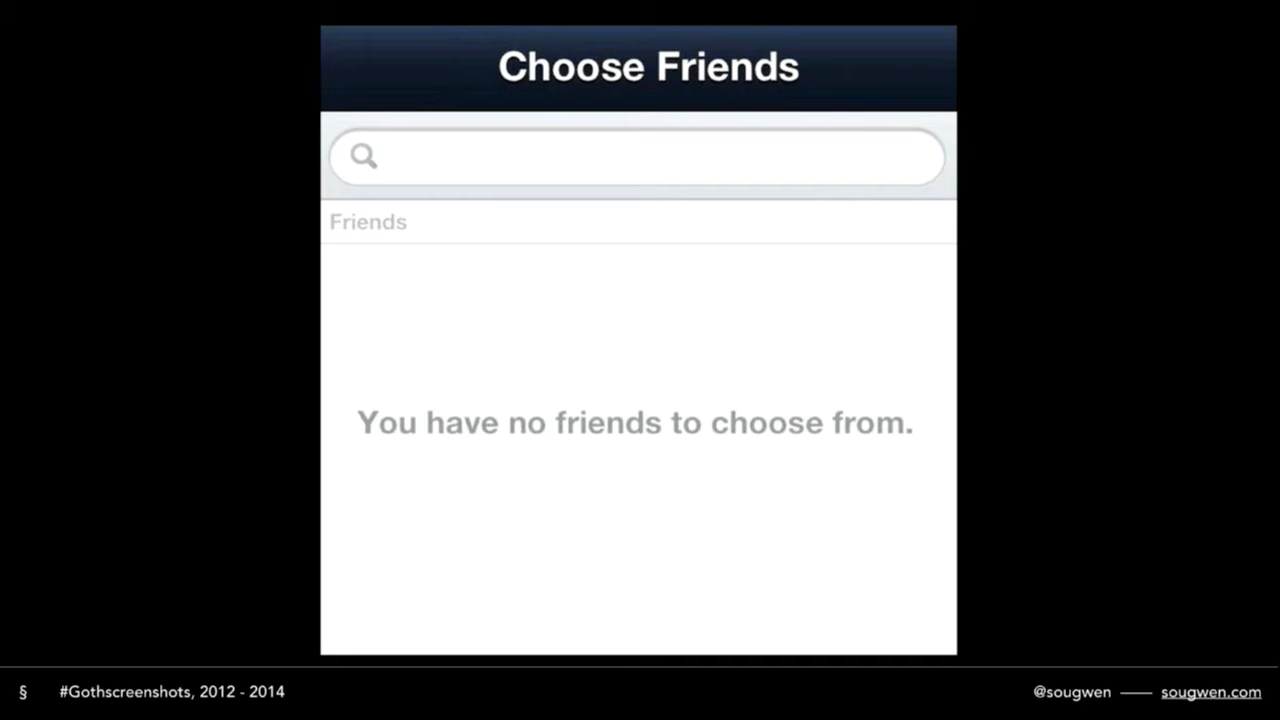 Choose Friends
Friends
You have no friends to choose from.
§ #Gothscreenshots, 2012 - 2014 @sougwen —— sougwen.com